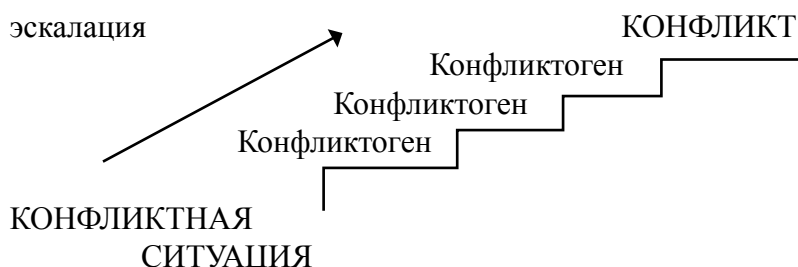 эскалация
КОНФЛИКТ
Конфликтоген
Конфликтоген
Конфликтоген
КОНФЛИКТНАЯ
СИТУАЦИЯ